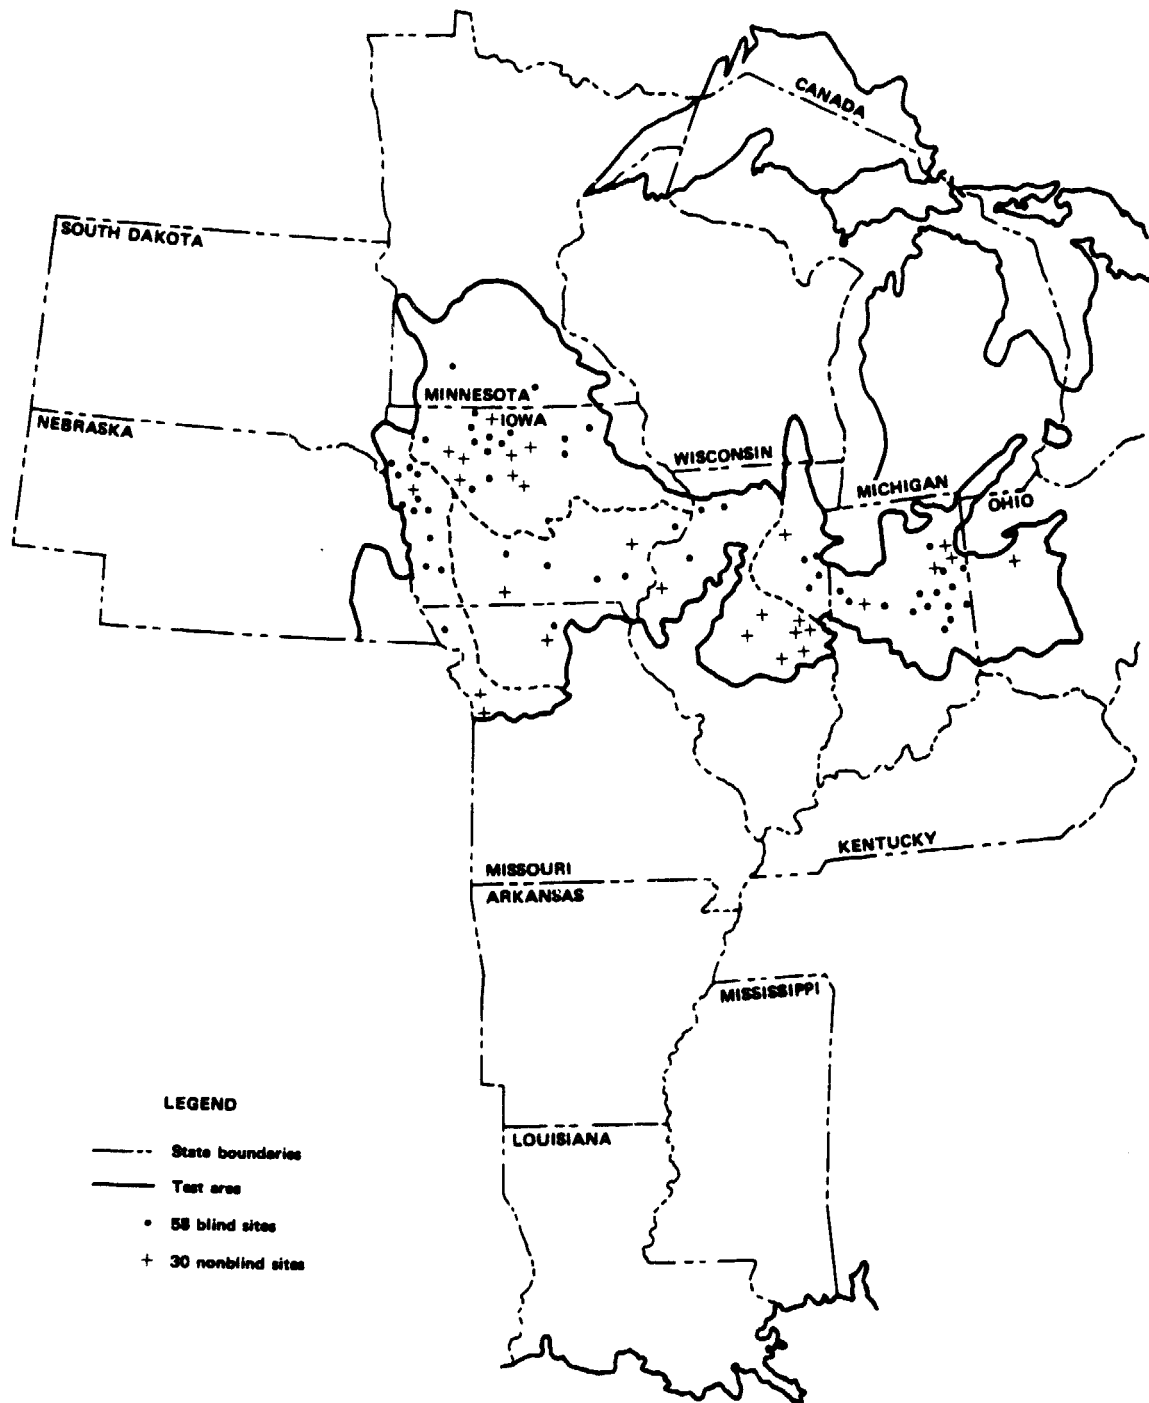 CANADA
SOUTH DAKOTA
MINNESOTA
IOWA
NEBRASKA
WISCONSIN
MICHIGAN
OHIO
KENTUCKY
MISSOURI
ARKANSAS
MISSISSIPPI
LOUISIANA
LEGEND
State boundaries
Test area
58 blind sites
30 nonblind sites